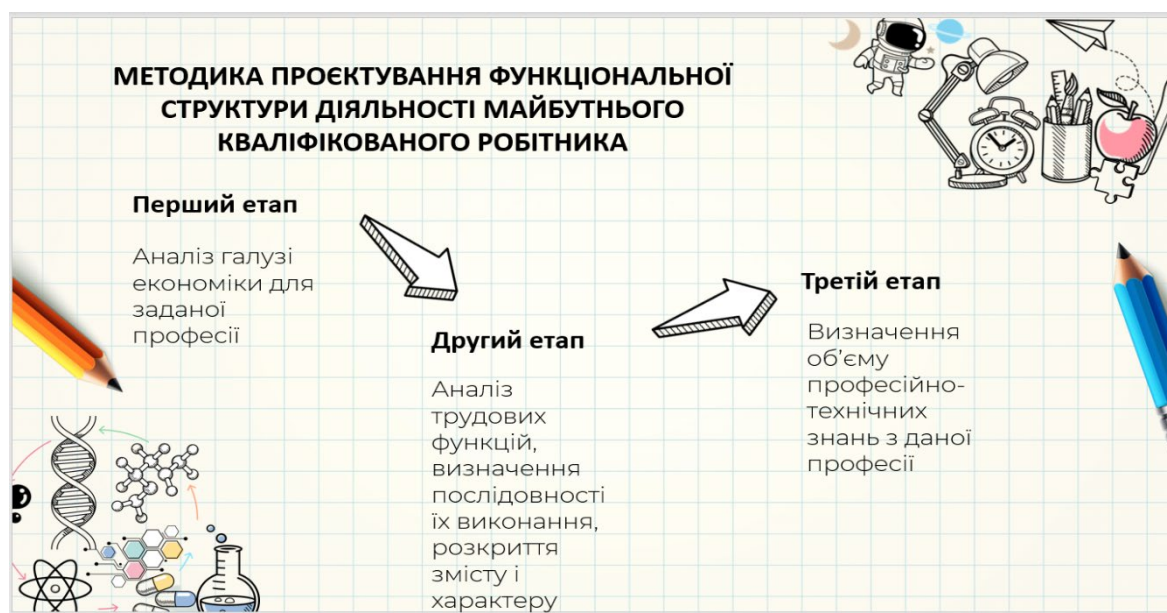 МЕТОДИКА ПРОЄКТУВАННЯ ФУНКЦІОНАЛЬНОЇ
СТРУКТУРИ ДІЯЛЬНОСТІ МАЙБУТНЬОГО
КВАЛІФІКОВАНОГО РОБІТНИКА
Перший етап
Аналіз галузі
економіки для
заданої
професії
Другий етап
Аналіз
трудових
функцій,
визначення
послідовності
їх виконання,
розкриття
змісту і
характеру
Третій етап
Визначення
об’єму
професійно-
технічних
знань з даної
професії